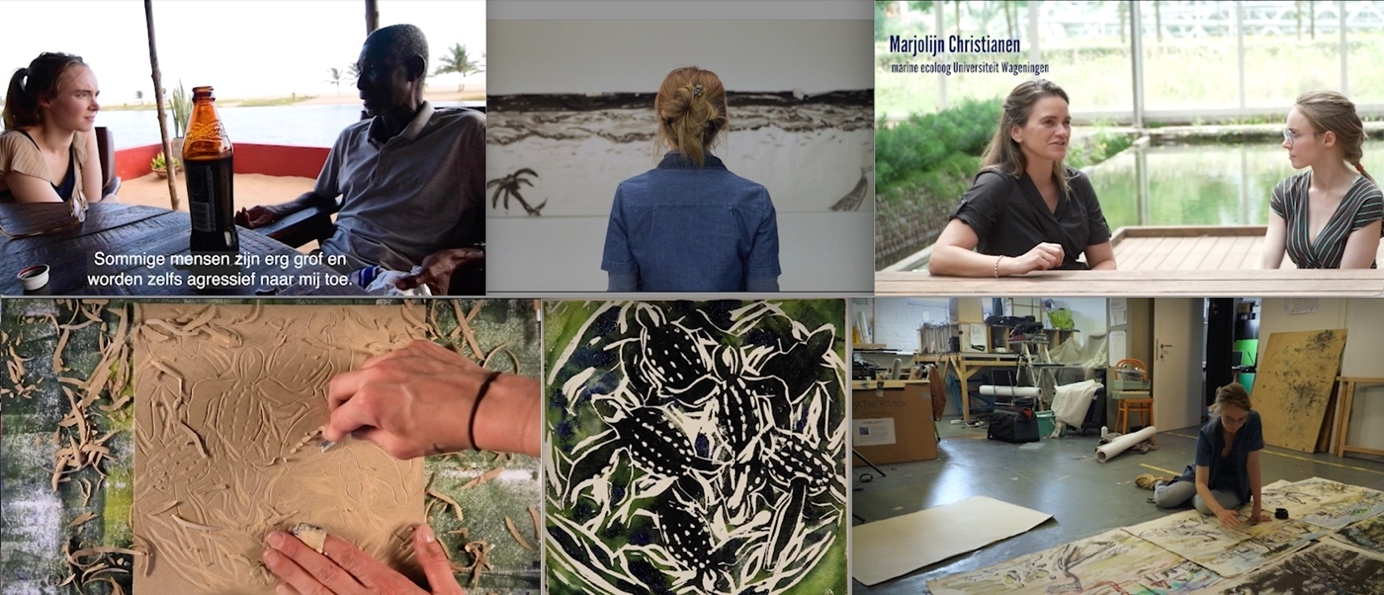 Sommige mensen zijn erg grof en
worden zelfs agressief naar mij toe.
Marjolijn Christianen
marine ecoloog Universiteit Wageningen